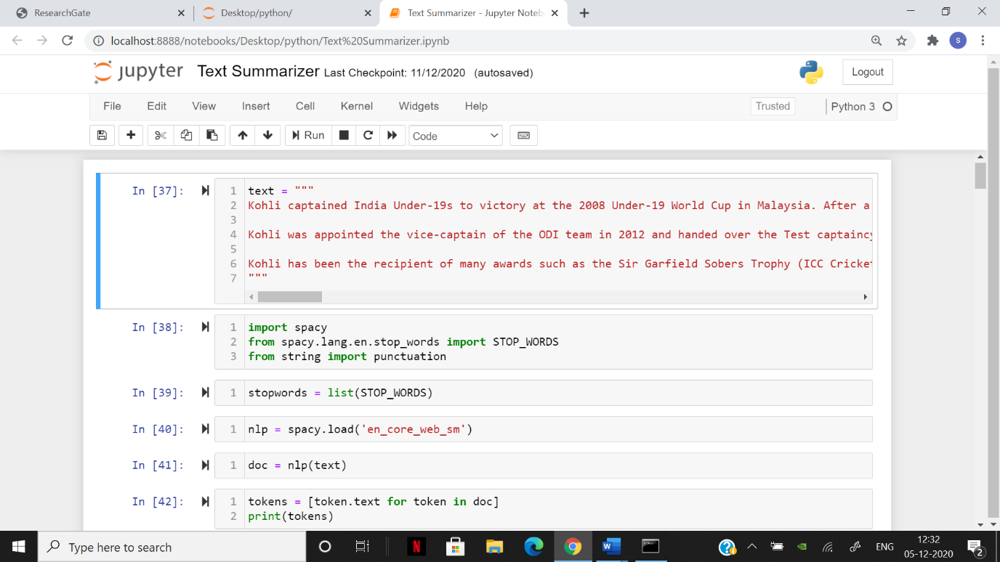 ResearchGate
Desktop/python/
Text Summarizer - Jupyter Noteb
localhost:8888/notebooks/Desktop/python/Text%20Summarizer.ipynb
S
jupyter Text Summarizer Last Checkpoint: 11/12/2020 (autosaved)
Logout
File Edit View Insert Cell Kernel Widgets Help
Trusted
Python 3
Run
Code
In [37]:
1 text = """
2 Kohli captained India Under-19s to victory at the 2008 Under-19 World Cup in Malaysia. After a
3
4 Kohli was appointed the vice-captain of the ODI team in 2012 and handed over the Test captaincy
5
6 Kohli has been the recipient of many awards such as the Sir Garfield Sobers Trophy (ICC Cricket
7 """
In [38]:
1 import spacy
2 from spacy.lang.en.stop_words import STOP_WORDS
3 from string import punctuation
In [39]:
1 stopwords = list(STOP_WORDS)
In [40]:
1 nlp = spacy.load('en_core_web_sm')
In [41]:
1 doc = nlp(text)
In [42]:
1 tokens = [token.text for token in doc]
2 print(tokens)
Type here to search
N
W
ENG
12:32
05-12-2020
2